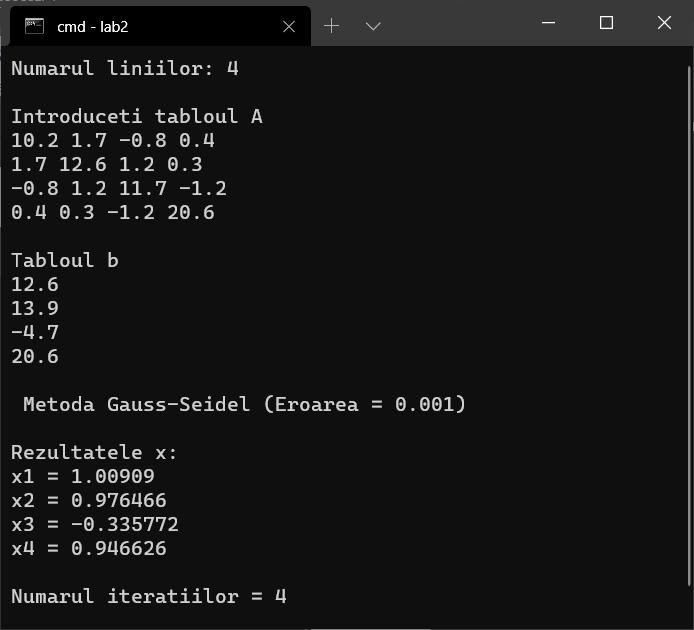 cmd - lab2
Numarul liniilor: 4
Introduceti tabloul A
10.2 1.7 -0.8 0.4
1.7 12.6 1.2 0.3
-0.8 1.2 11.7 -1.2
0.4 0.3 -1.2 20.6
Tabloul b
12.6
13.9
-4.7
20.6
Metoda Gauss-Seidel (Eroarea = 0.001)
Rezultatele x:
x1 = 1.00909
x2 = 0.976466
x3 = -0.335772
x4 = 0.946626
Numarul iteratiilor = 4